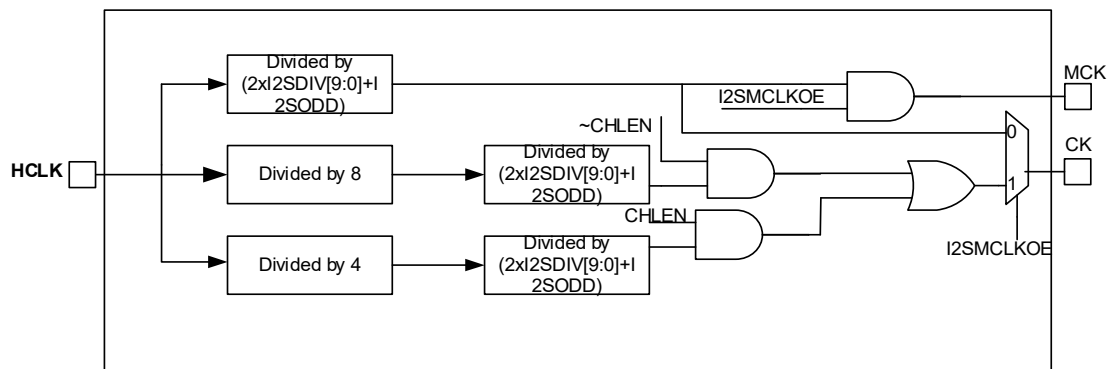 Divided by
(2xI2SDIV[9:0]+I
2SODD)
MCK
I2SMCLKOE
~CHLEN
0
CK
HCLK
Divided by 8
Divided by
(2xI2SDIV[9:0]+I
2SODD)
1
CHLEN
I2SMCLKOE
Divided by 4
Divided by
(2xI2SDIV[9:0]+I
2SODD)